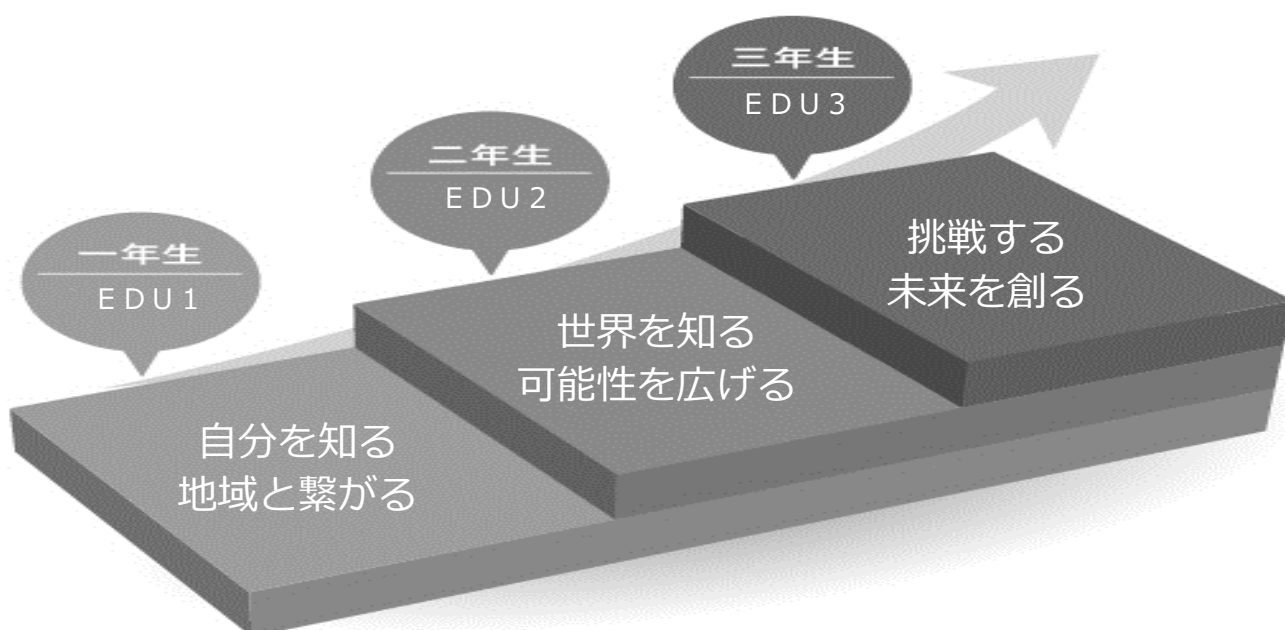 三年生
EDU3
二年生
EDU2
一年生
EDU1
挑戦する
未来を創る
世界を知る
可能性を広げる
自分を知る
地域と繋がる